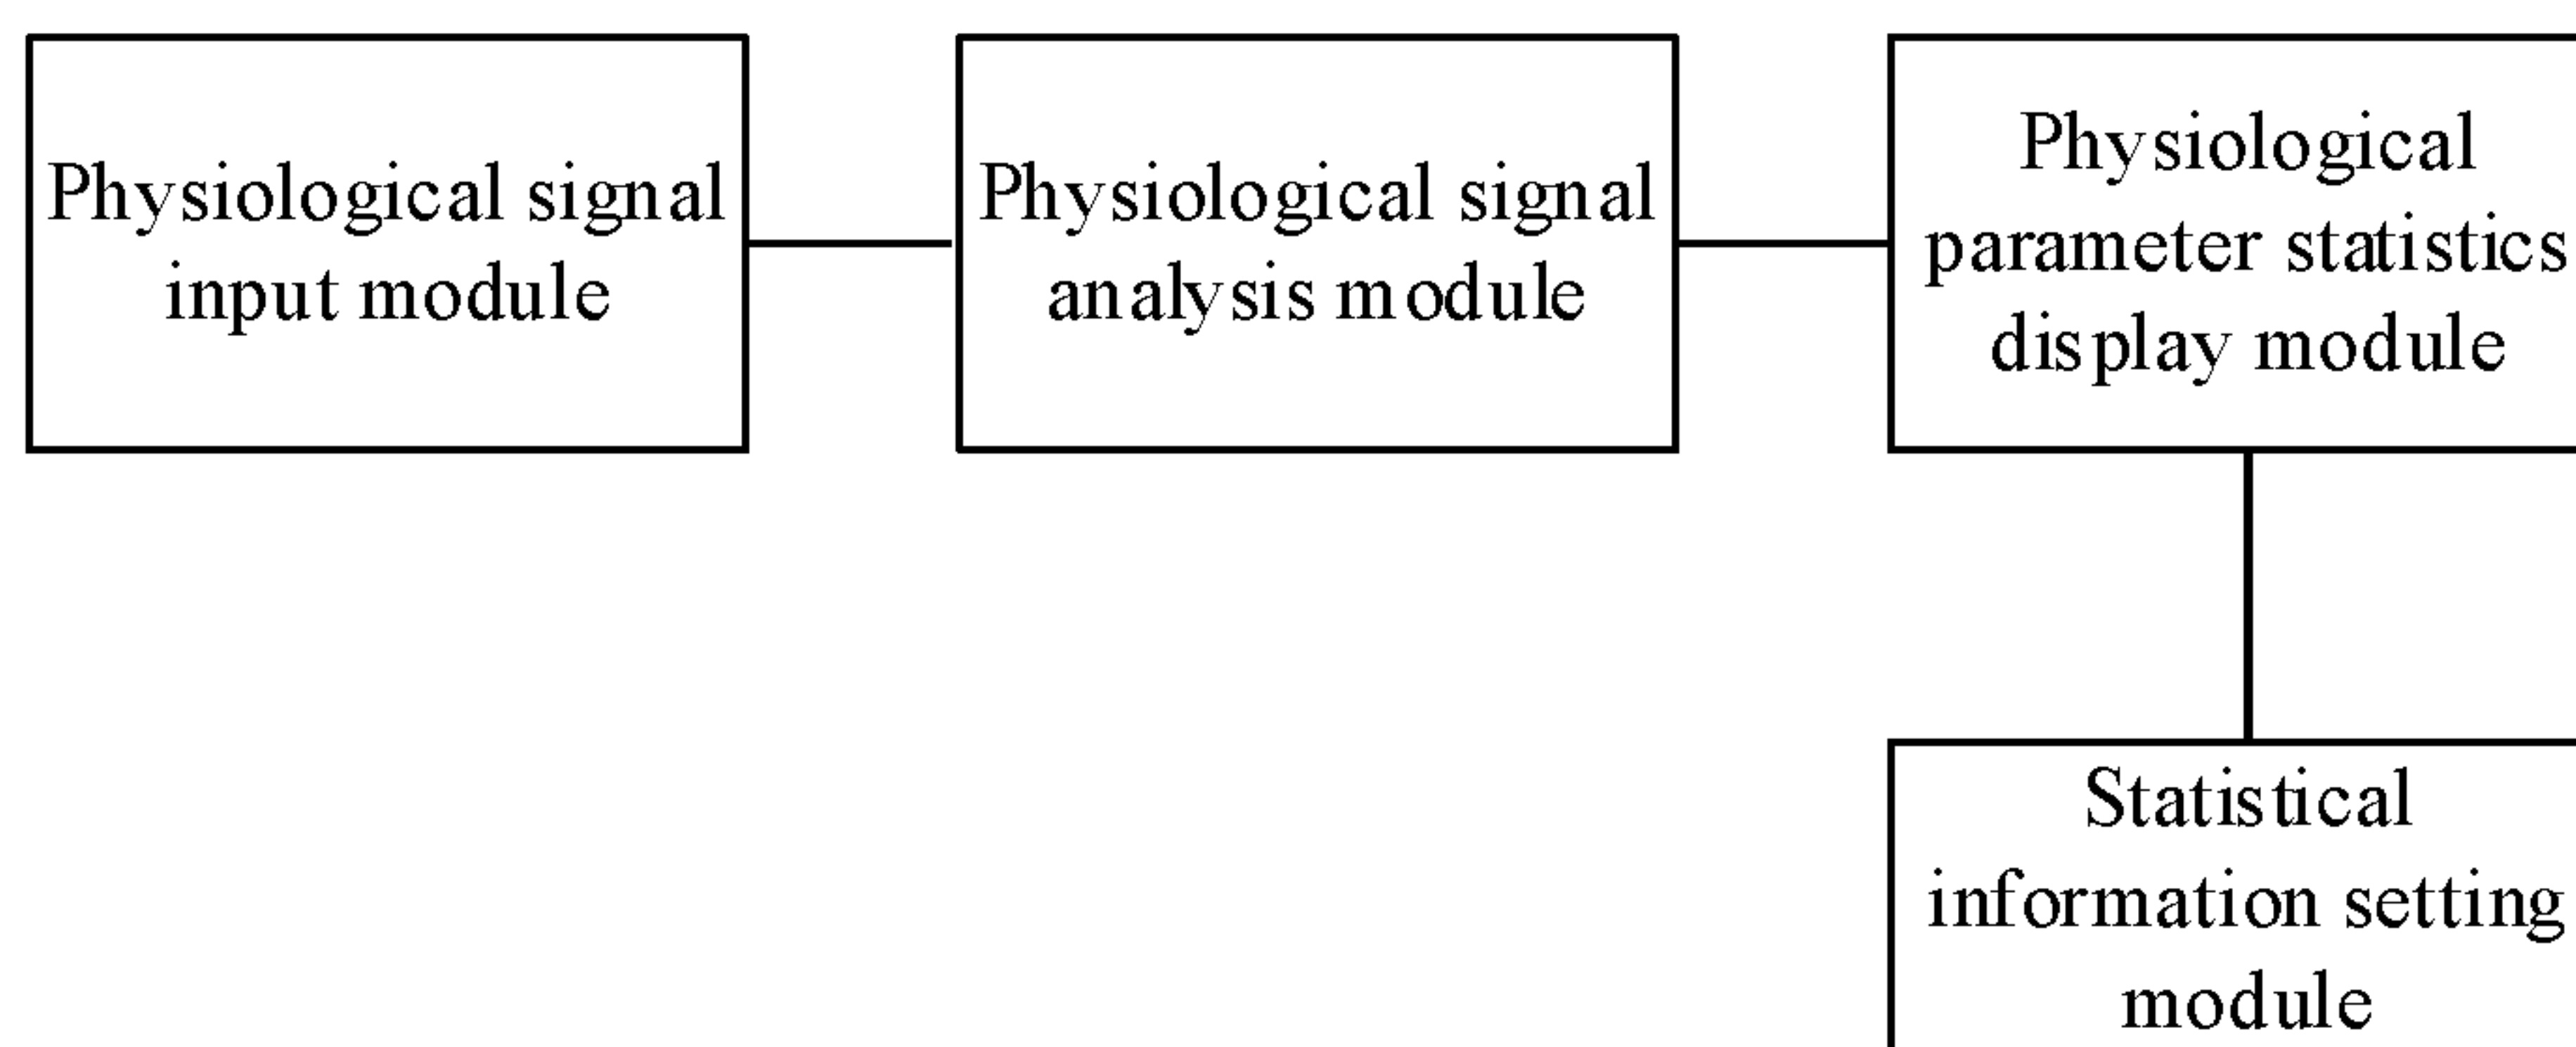 Physiological signal
input module
Physiological signal
analysis module
Physiological
parameter statistics
display module
Statistical
information setting
module